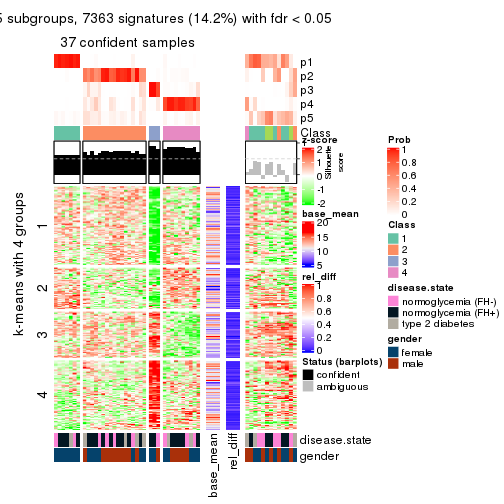 5 subgroups, 7363 signatures (14.2%) with fdr < 0.05
37 confident samples
p1
p2
p3
p4
p5
Class
z-score
2
1
0
-1
-2
Silhouette
score
base_mean
20
15
10
5
rel_diff
1
0.8
0.6
0.4
0.2
0
Status (barplots)
confident
ambiguous
Prob
1
0.8
0.6
0.4
0.2
0
Class
1
2
3
4
disease.state
normoglycemia (FH-)
normoglycemia (FH+)
type 2 diabetes
gender
female
male
k-means with 4 groups
1
2
3
4
disease.state
gender
base_mean
rel_diff